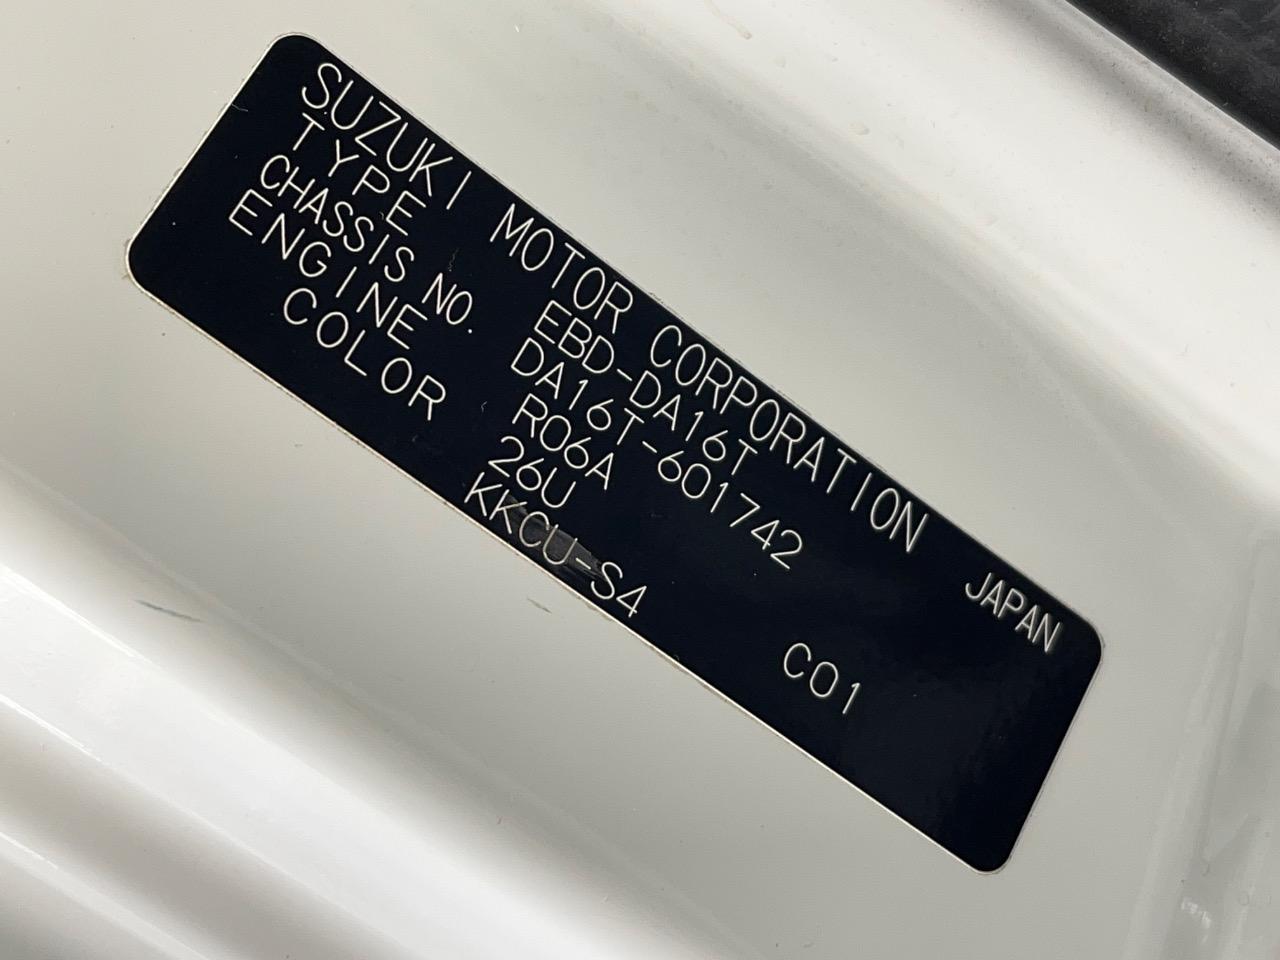 SUZUKI MOTOR CORPORATION JAPAN
TYPE EBD-DA16T
CHASSIS NO. DA16T-601742
ENGINE R06A
COLOR 26U C01
KKCU-S4